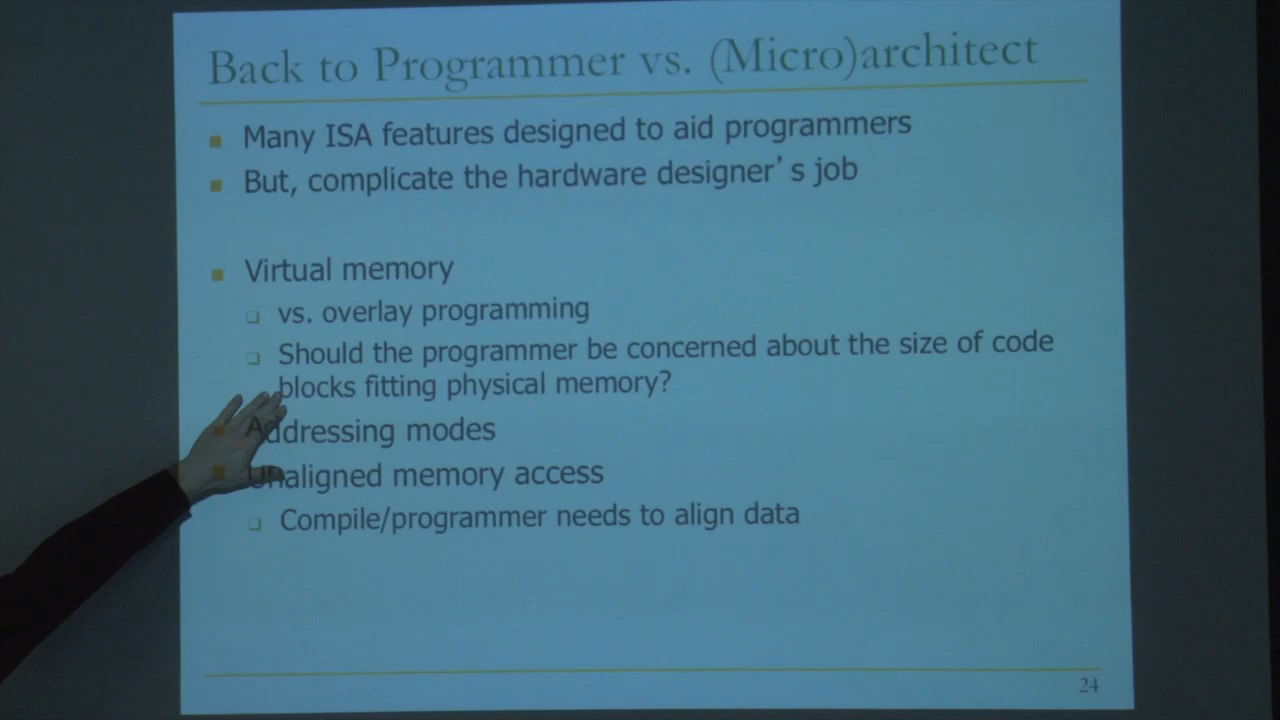 Back to Programmer vs. (Micro)architect
Many ISA features designed to aid programmers
But, complicate the hardware designer's job
Virtual memory
vs. overlay programming
Should the programmer be concerned about the size of code
blocks fitting physical memory?
Addressing modes
Unaligned memory access
Compile/programmer needs to align data
24